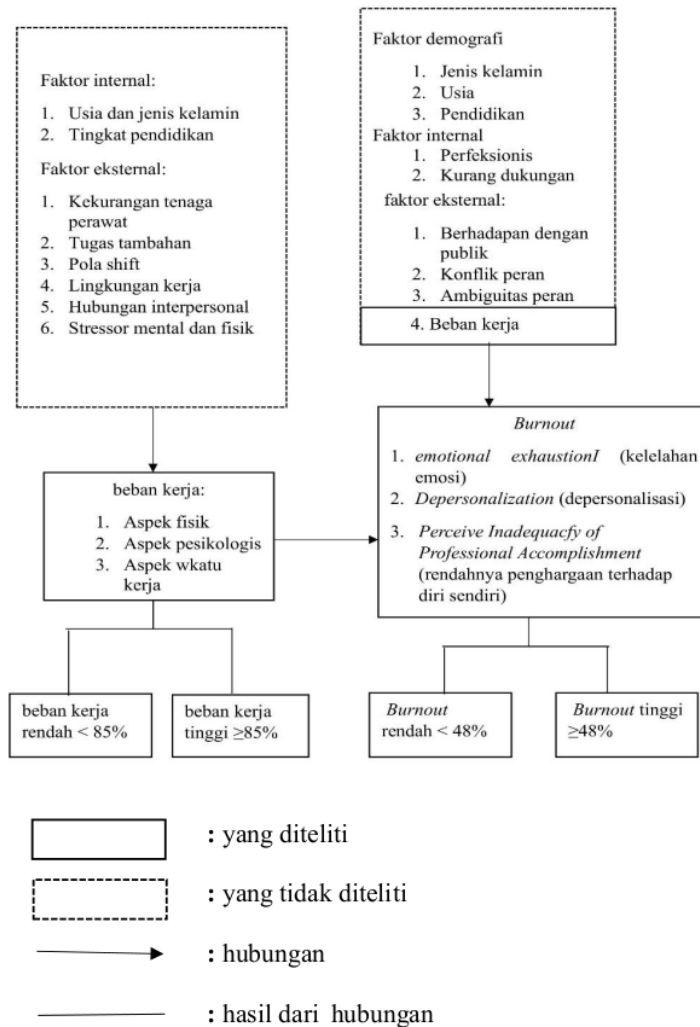 Faktor internal:
1. Usia dan jenis kelamin
2. Tingkat pendidikan
Faktor eksternal:
1. Kekurangan tenaga
perawat
2. Tugas tambahan
3. Pola shift
4. Lingkungan kerja
5. Hubungan interpersonal
6. Stressor mental dan fisik
Faktor demografi
1. Jenis kelamin
2. Usia
3. Pendidikan
Faktor internal
1. Perfeksionis
2. Kurang dukungan
faktor eksternal:
1. Berhadapan dengan
publik
2. Konflik peran
3. Ambiguitas peran
4. Beban kerja
beban kerja:
1. Aspek fisik
2. Aspek pesikologis
3. Aspek wkatu
kerja
Burnout
1. emotional exhaustionI (kelelahan
emosi)
2. Depersonalization (depersonalisasi)
3. Perceive Inadequacfy of
Professional Accomplishment
(rendahnya penghargaan terhadap
diri sendiri)
beban kerja
rendah < 85%
beban kerja
tinggi ≥85%
Burnout
rendah < 48%
Burnout tinggi
≥48%
: yang diteliti
: yang tidak diteliti
: hubungan
: hasil dari hubungan